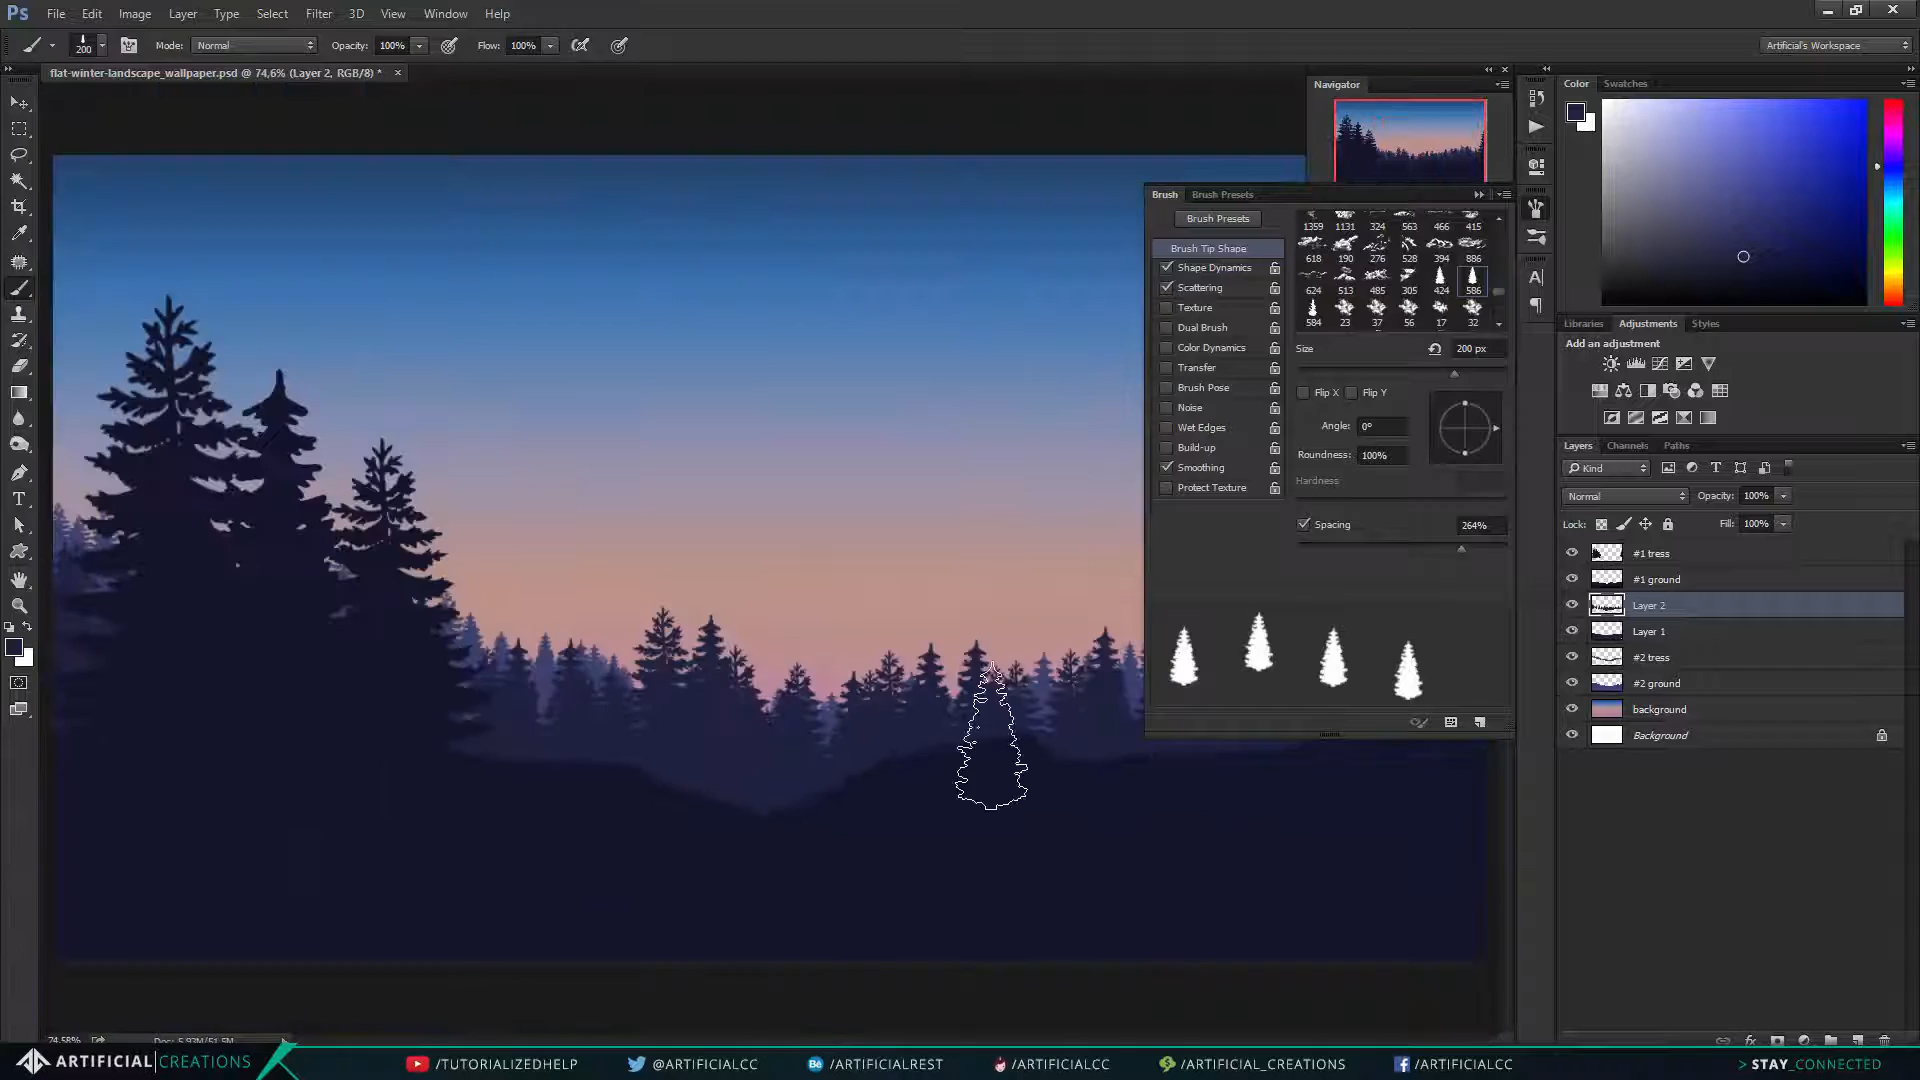 Ps File Edit Image Layer Type Select Filter 3D View Window Help
200 Mode: Normal Opacity: 100% Flow: 100% Artificial's Workspace
flat-winter-landscape_wallpaper.psd @ 74,6% (Layer 2, RGB/8) *
Navigator
Color Swatches
Brush Brush Presets
Brush Presets
1359 1131 324 563 466 415
Brush Tip Shape
618 190 276 528 394 886
Shape Dynamics
Scattering
624 513 485 305 424 586
Texture
584 23 37 56 17 32
Dual Brush
Color Dynamics
Size 200 px
Transfer
Brush Pose
Flip X Flip Y
Noise
Wet Edges
Angle: 0°
Build-up
Roundness: 100%
Smoothing
Hardness
Protect Texture
Spacing 264%
Libraries Adjustments Styles
Add an adjustment
Layers Channels Paths
Kind
Normal Opacity: 100%
Lock: Fill: 100%
#1 tress
#1 ground
Layer 2
Layer 1
#2 tress
#2 ground
background
Background
74,58% Doc: 5,93M/51,5M
ARTIFICIAL CREATIONS /TUTORIALIZEDHELP @ARTIFICIALCC /ARTIFICIALREST /ARTIFICIALCC /ARTIFICIAL_CREATIONS /ARTIFICIALCC > STAY_CONNECTED